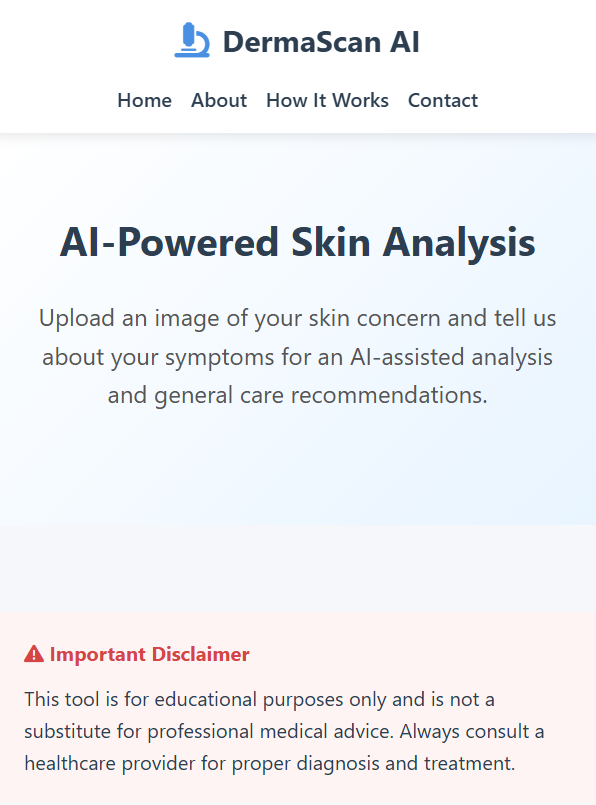 DermaScan AI
Home About How It Works Contact
AI-Powered Skin Analysis
Upload an image of your skin concern and tell us
about your symptoms for an AI-assisted analysis
and general care recommendations.
Important Disclaimer
This tool is for educational purposes only and is not a
substitute for professional medical advice. Always consult a
healthcare provider for proper diagnosis and treatment.